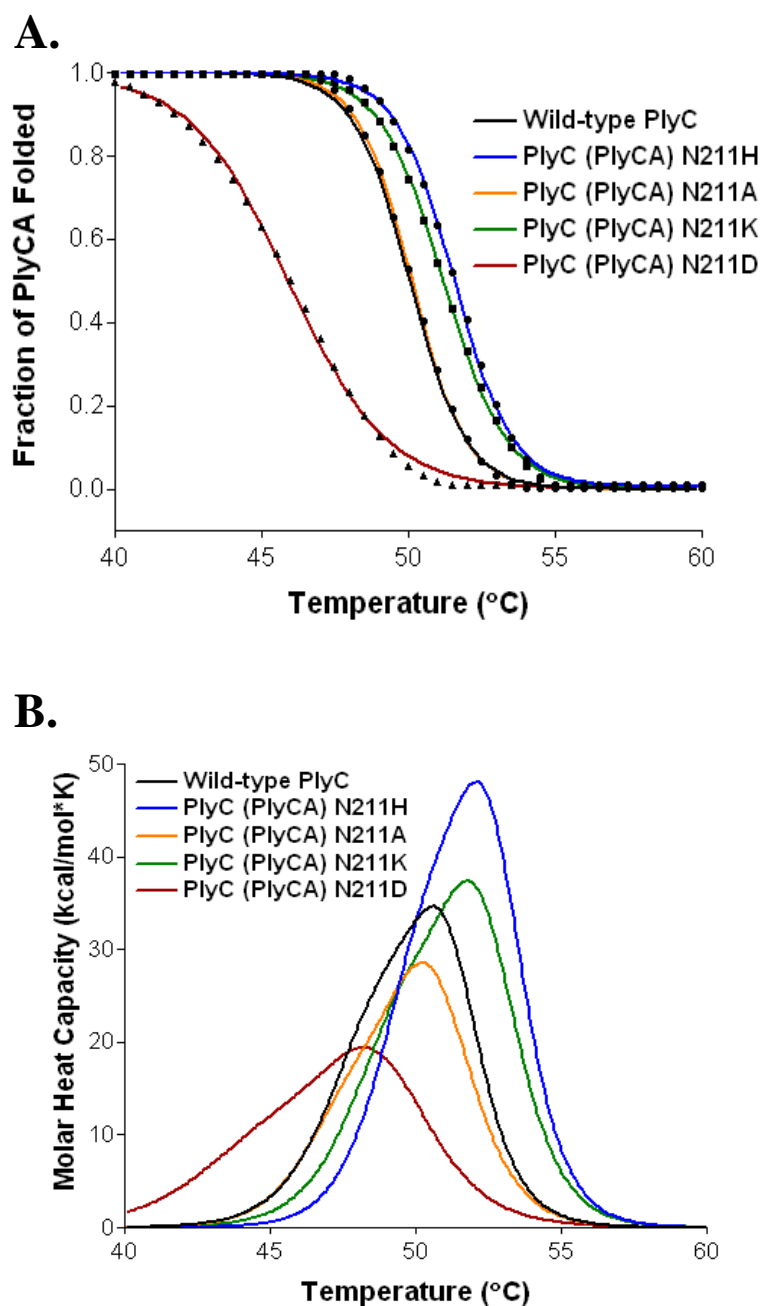 A.
1.0
0.8
0.6
0.4
0.2
0.0
Fraction of PlyCA Folded
Wild-type PlyC
PlyC (PlyCA) N211H
PlyC (PlyCA) N211A
PlyC (PlyCA) N211K
PlyC (PlyCA) N211D
40 45 50 55 60
Temperature (°C)
B.
50
40
30
20
10
0
Molar Heat Capacity (kcal/mol*K)
Wild-type PlyC
PlyC (PlyCA) N211H
PlyC (PlyCA) N211A
PlyC (PlyCA) N211K
PlyC (PlyCA) N211D
40 45 50 55 60
Temperature (°C)